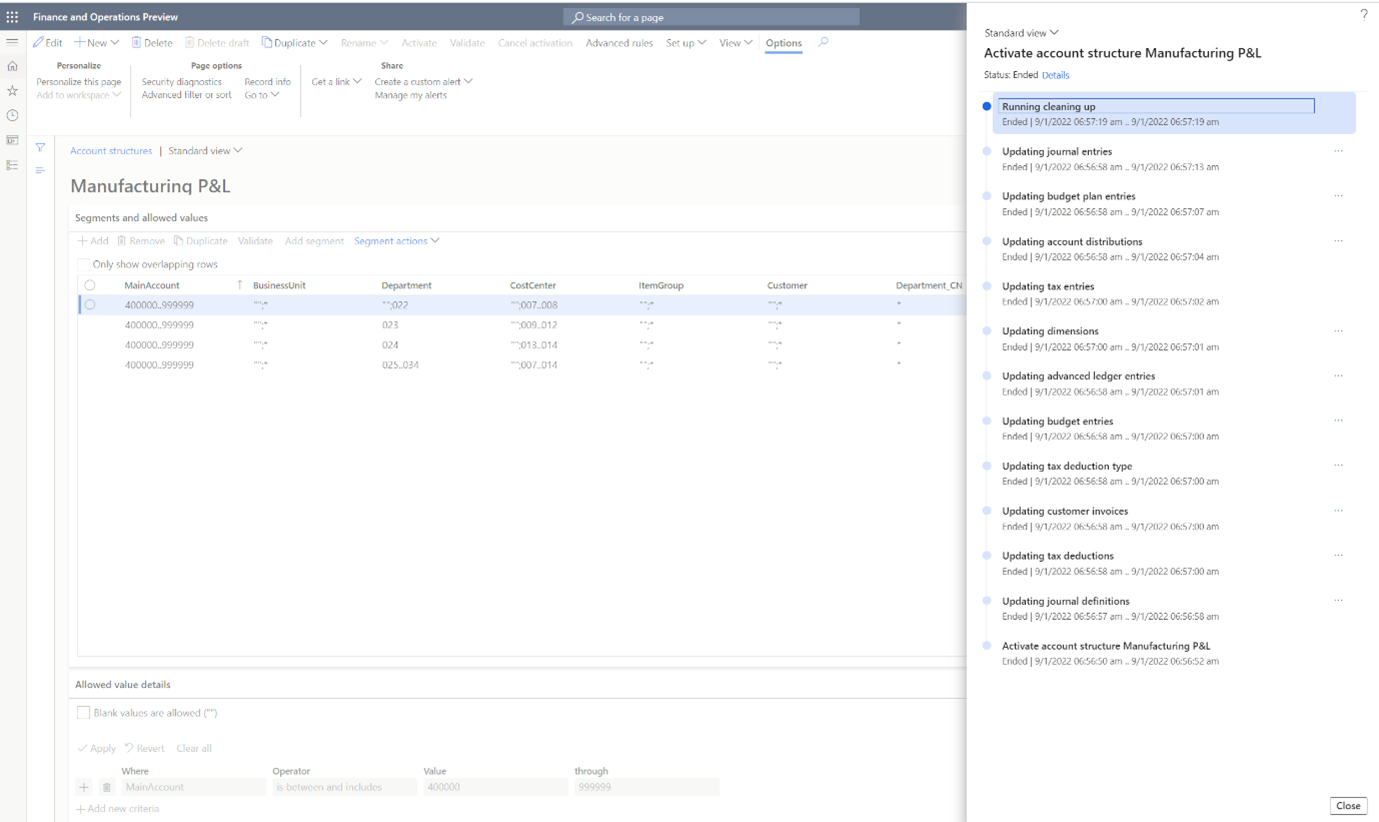 Finance and Operations Preview
Search for a page
?
Edit New Delete Delete draft Duplicate Rename Activate Validate Cancel activation Advanced rules Set up View Options
Personalize Page options Share
Personalize this page Security diagnostics Record info Get a link Create a custom alert
Add to workspace Advanced filter or sort Go to Manage my alerts
Account structures | Standard view
Manufacturing P&L
Segments and allowed values
+ Add Remove Duplicate Validate Add segment Segment actions
Only show overlapping rows
MainAccount ↑ BusinessUnit Department CostCenter ItemGroup Customer Department_CN
400000..999999 "";* "";022 "";007..008 "";* "";* *
400000..999999 "";* 023 "";009..012 "";* "";* *
400000..999999 "";* 024 "";013..014 "";* "";* *
400000..999999 "";* 025..034 "";007..014 "";* "";* *
Allowed value details
Blank values are allowed ("")
Apply Revert Clear all
Where Operator Value through
MainAccount is between and includes 400000 999999
+ Add new criteria
Standard view
Activate account structure Manufacturing P&L
Status: Ended Details
Running cleaning up
Ended | 9/1/2022 06:57:19 am .. 9/1/2022 06:57:19 am
Updating journal entries ...
Ended | 9/1/2022 06:56:58 am .. 9/1/2022 06:57:13 am
Updating budget plan entries ...
Ended | 9/1/2022 06:56:58 am .. 9/1/2022 06:57:07 am
Updating account distributions ...
Ended | 9/1/2022 06:56:58 am .. 9/1/2022 06:57:04 am
Updating tax entries ...
Ended | 9/1/2022 06:57:00 am .. 9/1/2022 06:57:02 am
Updating dimensions ...
Ended | 9/1/2022 06:57:00 am .. 9/1/2022 06:57:01 am
Updating advanced ledger entries ...
Ended | 9/1/2022 06:56:58 am .. 9/1/2022 06:57:01 am
Updating budget entries ...
Ended | 9/1/2022 06:56:58 am .. 9/1/2022 06:57:00 am
Updating tax deduction type ...
Ended | 9/1/2022 06:56:58 am .. 9/1/2022 06:57:00 am
Updating customer invoices ...
Ended | 9/1/2022 06:56:58 am .. 9/1/2022 06:57:00 am
Updating tax deductions ...
Ended | 9/1/2022 06:56:58 am .. 9/1/2022 06:57:00 am
Updating journal definitions ...
Ended | 9/1/2022 06:56:57 am .. 9/1/2022 06:56:58 am
Activate account structure Manufacturing P&L
Ended | 9/1/2022 06:56:50 am .. 9/1/2022 06:56:52 am
Close